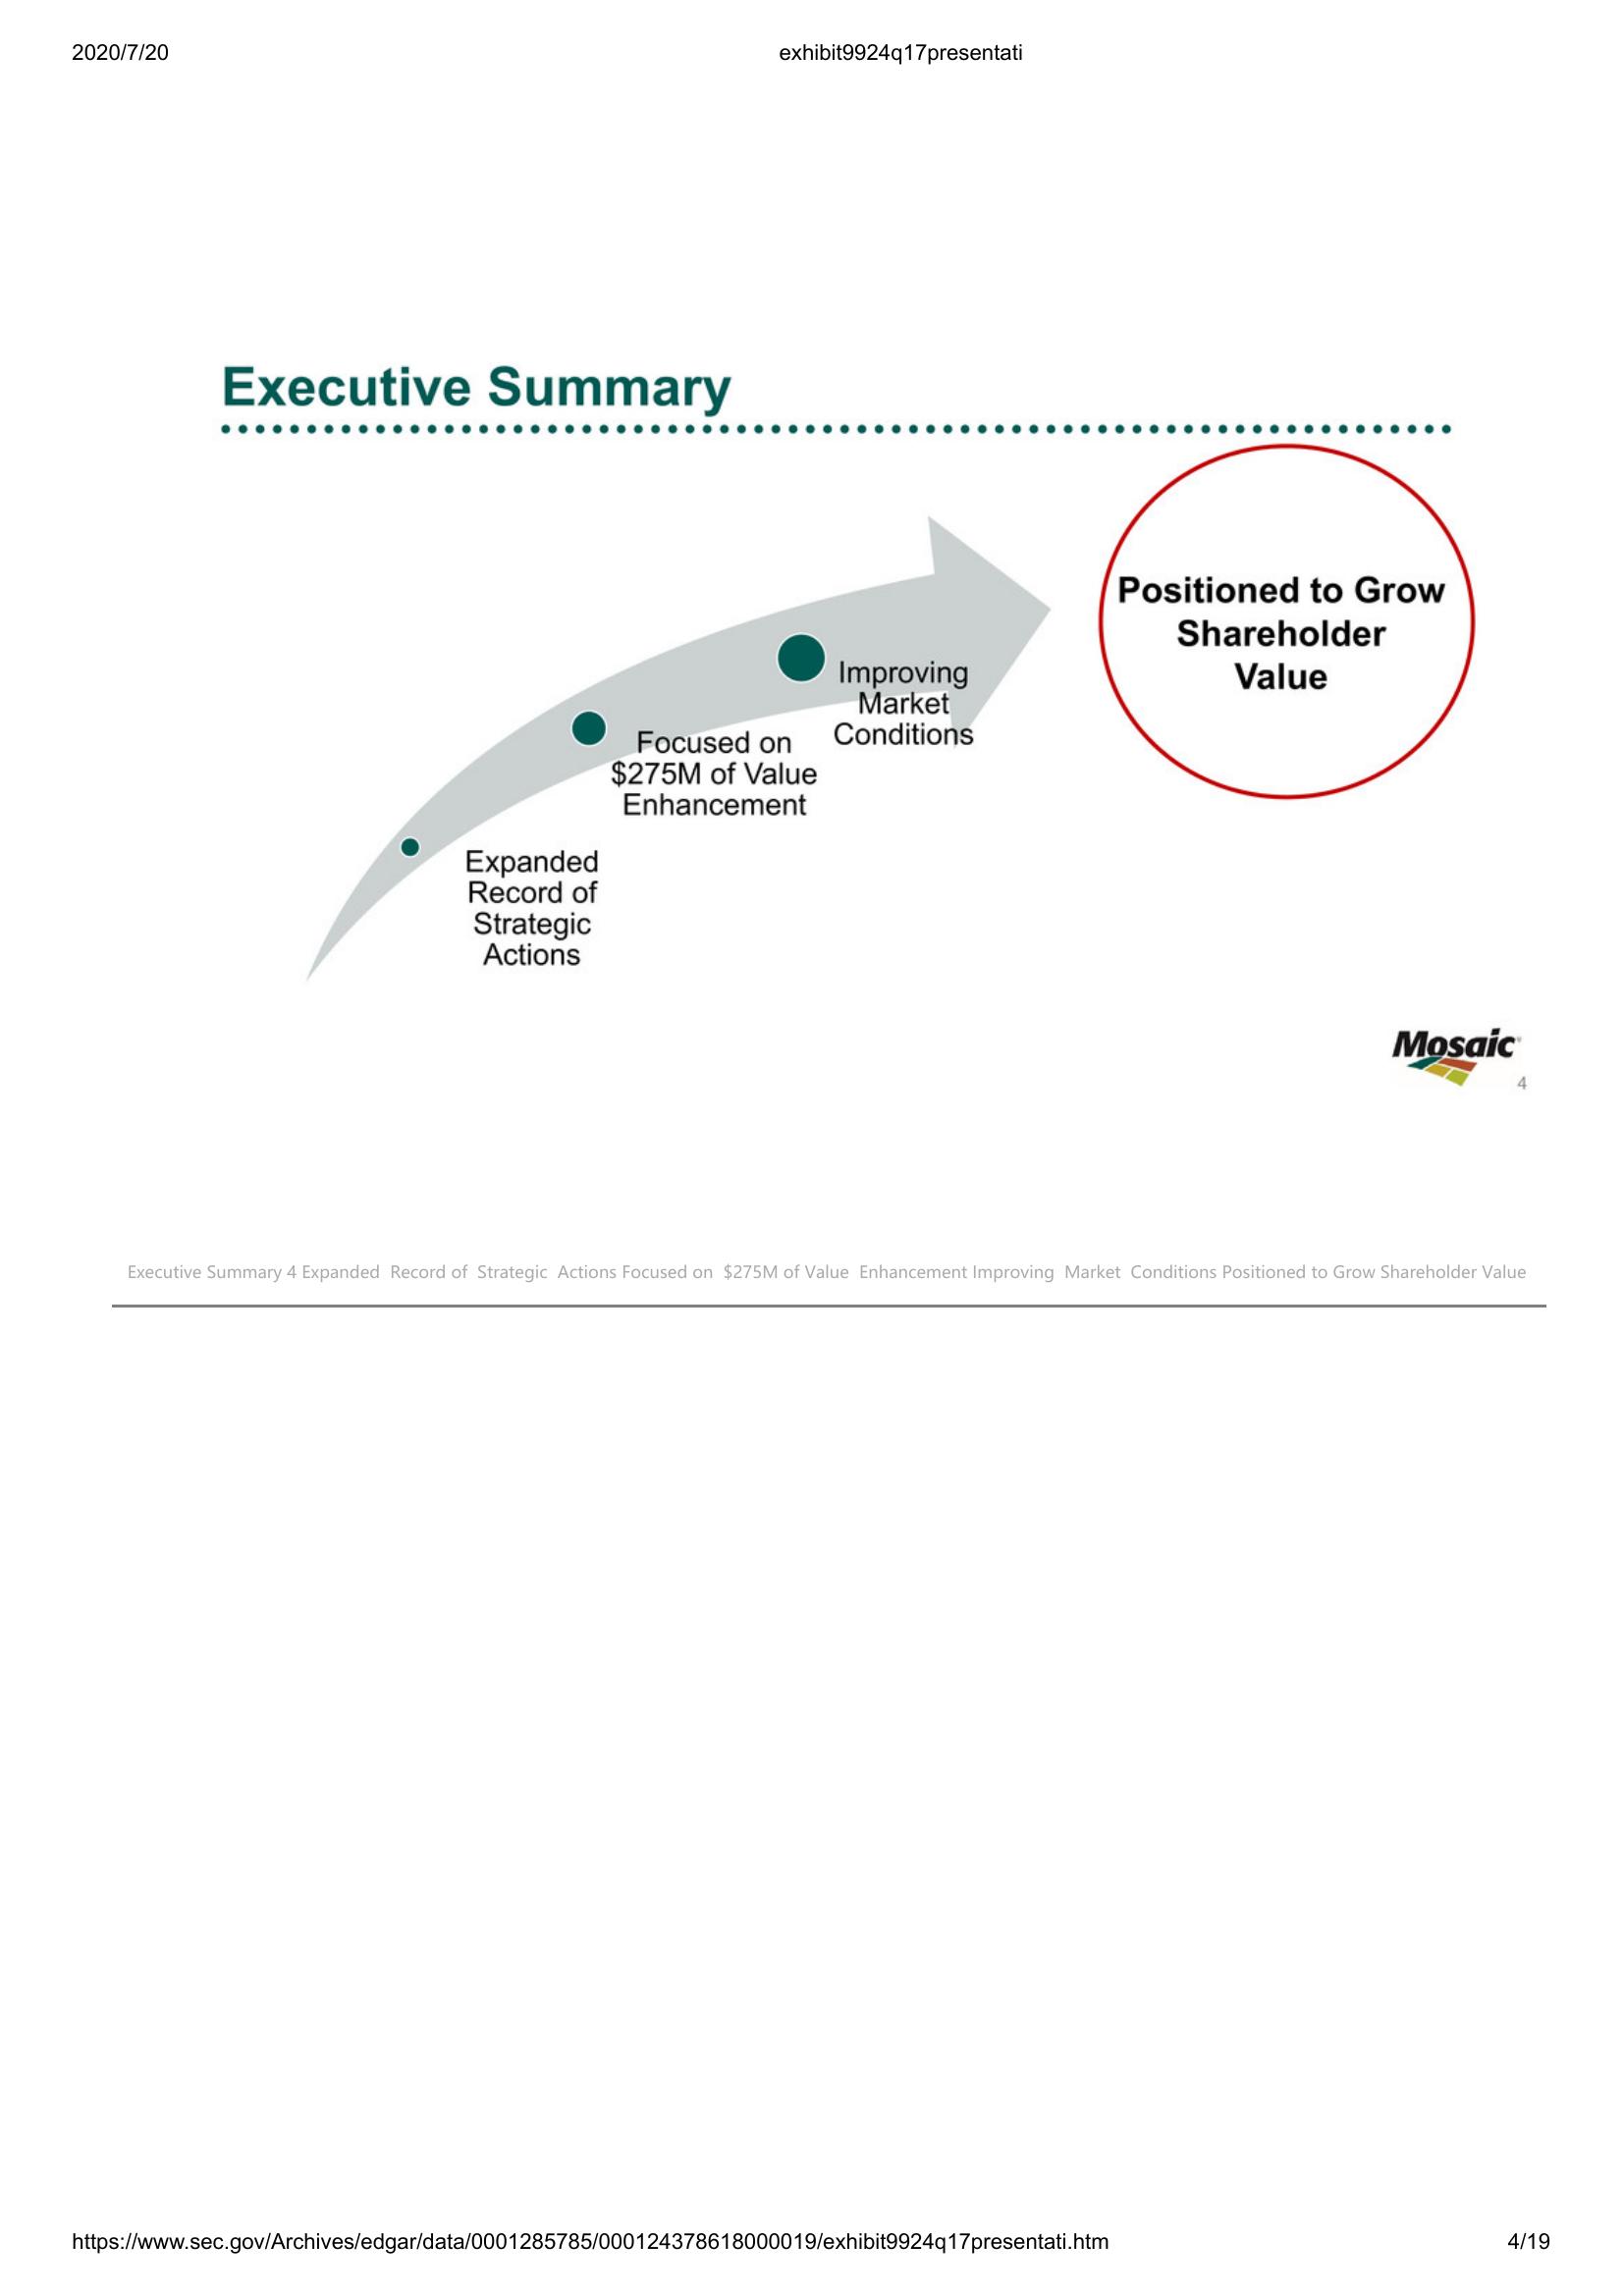 2020/7/20
exhibit9924q17presentati
Executive Summary
Positioned to Grow
Shareholder
Value
Improving
Market
Conditions
Focused on
$275M of Value
Enhancement
Expanded
Record of
Strategic
Actions
Mosaic®
4
Executive Summary 4 Expanded Record of Strategic Actions Focused on $275M of Value Enhancement Improving Market Conditions Positioned to Grow Shareholder Value
https://www.sec.gov/Archives/edgar/data/0001285785/000124378618000019/exhibit9924q17presentati.htm
4/19